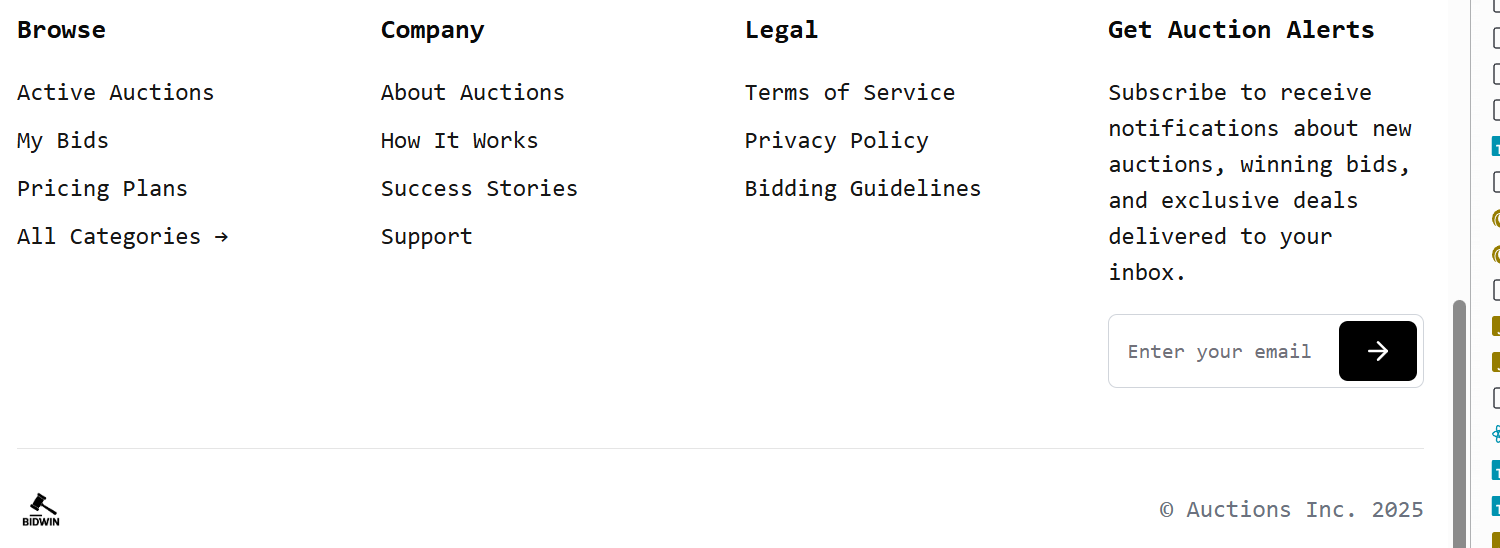 Browse
Active Auctions
My Bids
Pricing Plans
All Categories →
Company
About Auctions
How It Works
Success Stories
Support
Legal
Terms of Service
Privacy Policy
Bidding Guidelines
Get Auction Alerts
Subscribe to receive
notifications about new
auctions, winning bids,
and exclusive deals
delivered to your
inbox.
Enter your email
BIDWIN
© Auctions Inc. 2025